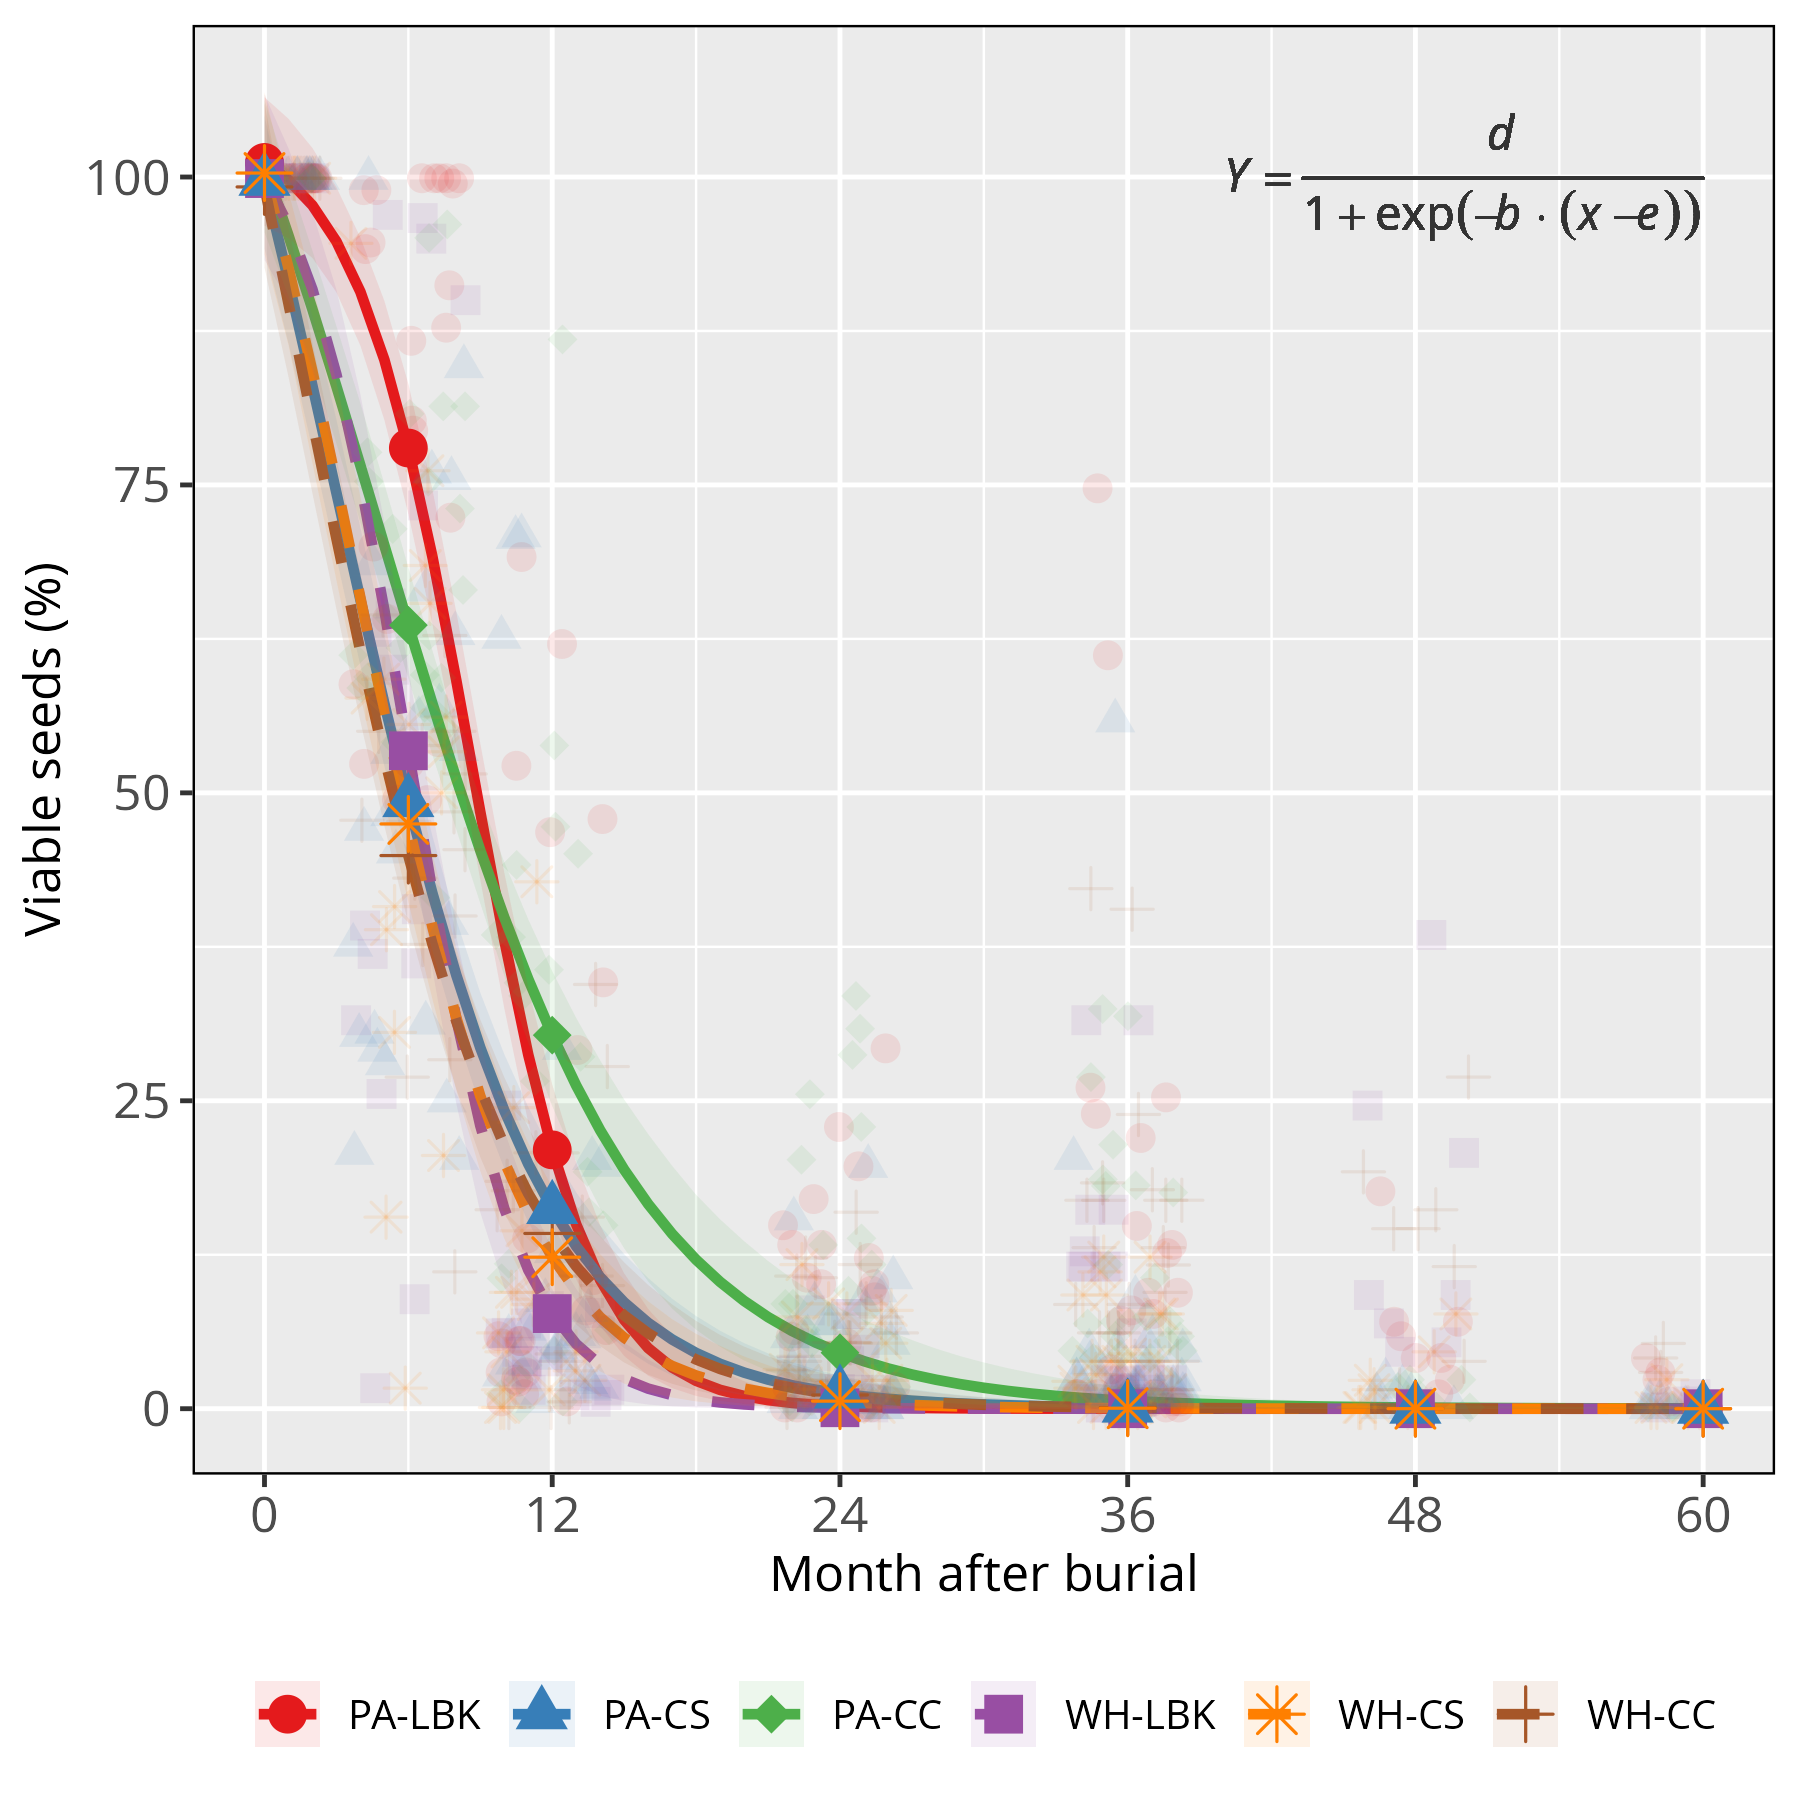 Y = d / 1 + exp(−b · (x − e))
100
75
50
25
0
Viable seeds (%)
0 12 24 36 48 60
Month after burial
PA-LBK PA-CS PA-CC WH-LBK WH-CS WH-CC